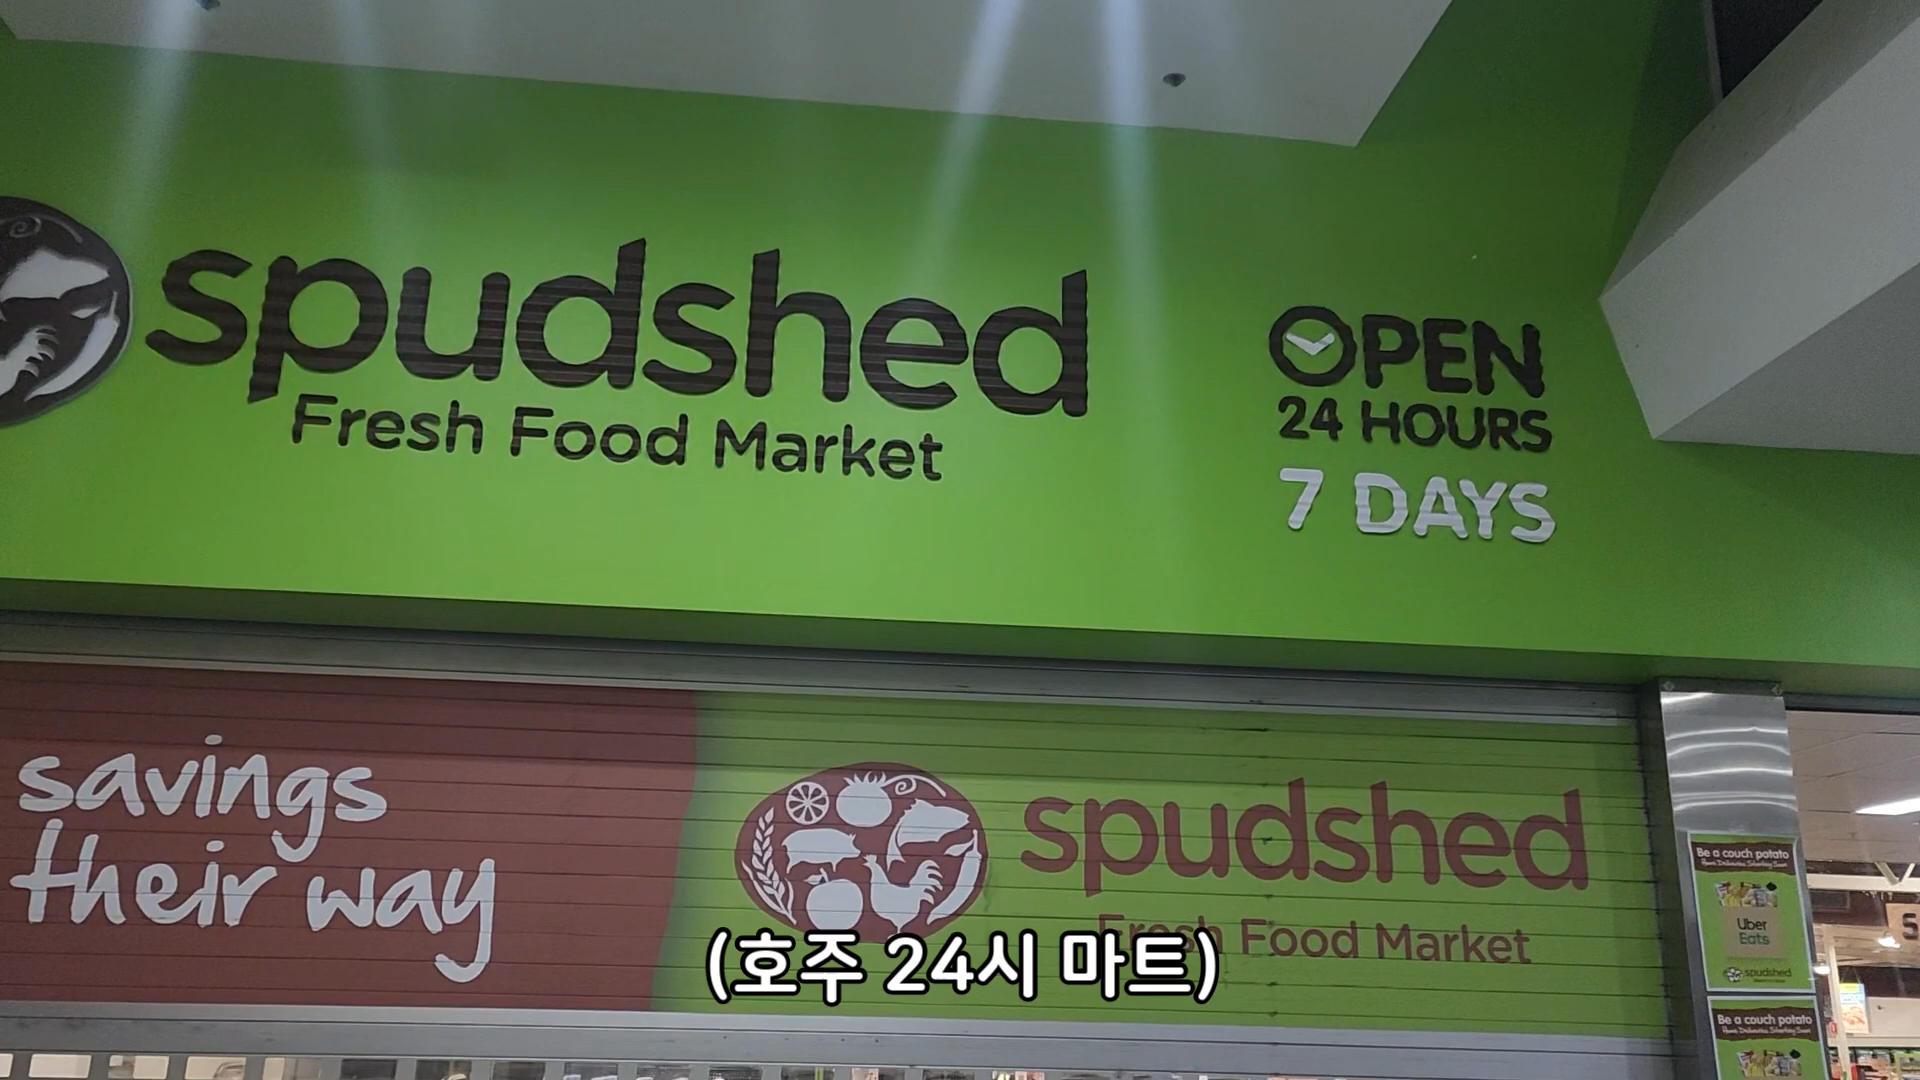 spudshed
Fresh Food Market
OPEN
24 HOURS
7 DAYS
savings
their way
spudshed
Fresh Food Market
Be a couch potato
Uber
Eats
spudshed
Be a couch potato
(호주 24시 마트)